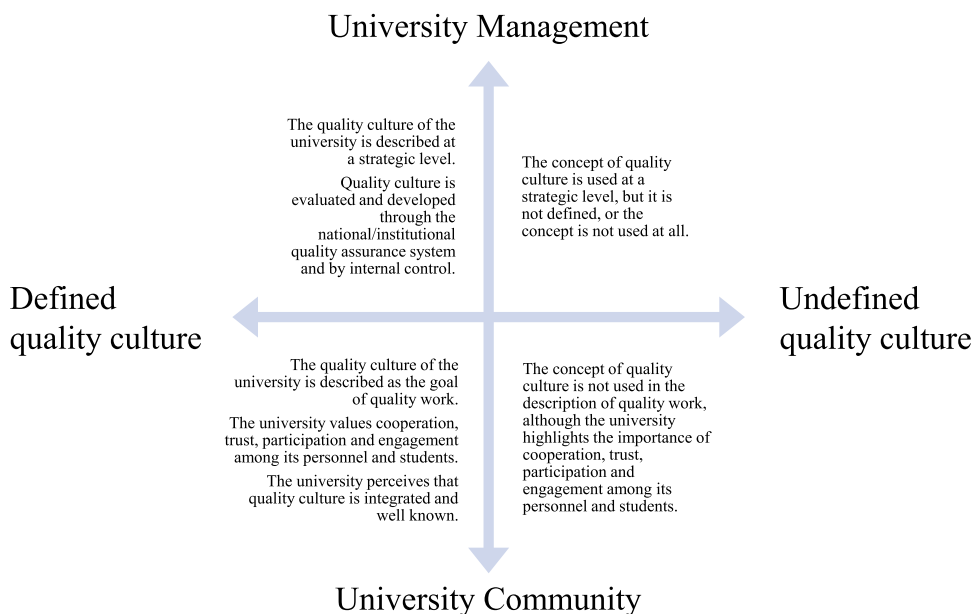 University Management
The quality culture of the
university is described at
a strategic level.
Quality culture is
evaluated and developed
through the
national/institutional
quality assurance system
and by internal control.
The concept of quality
culture is used at a
strategic level, but it is
not defined, or the
concept is not used at all.
Defined
quality culture
Undefined
quality culture
The quality culture of the
university is described as the goal
of quality work.
The university values cooperation,
trust, participation and engagement
among its personnel and students.
The university perceives that
quality culture is integrated and
well known.
The concept of quality
culture is not used in the
description of quality work,
although the university
highlights the importance of
cooperation, trust,
participation and
engagement among its
personnel and students.
University Community